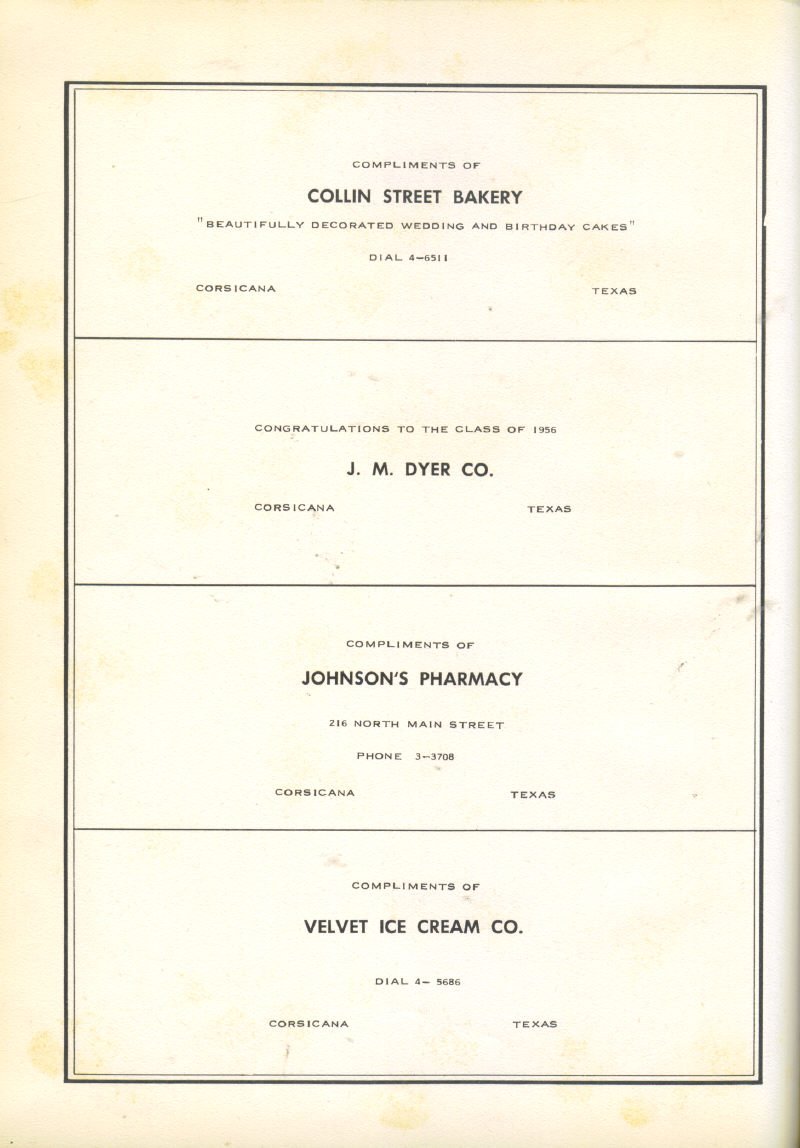 COMPLIMENTS OF
COLLIN STREET BAKERY
"BEAUTIFULLY DECORATED WEDDING AND BIRTHDAY CAKES"
DIAL 4-6511
CORSICANA TEXAS
CONGRATULATIONS TO THE CLASS OF 1956
J. M. DYER CO.
CORSICANA TEXAS
COMPLIMENTS OF
JOHNSON'S PHARMACY
216 NORTH MAIN STREET
PHONE 3-3708
CORSICANA TEXAS
COMPLIMENTS OF
VELVET ICE CREAM CO.
DIAL 4- 5686
CORSICANA TEXAS